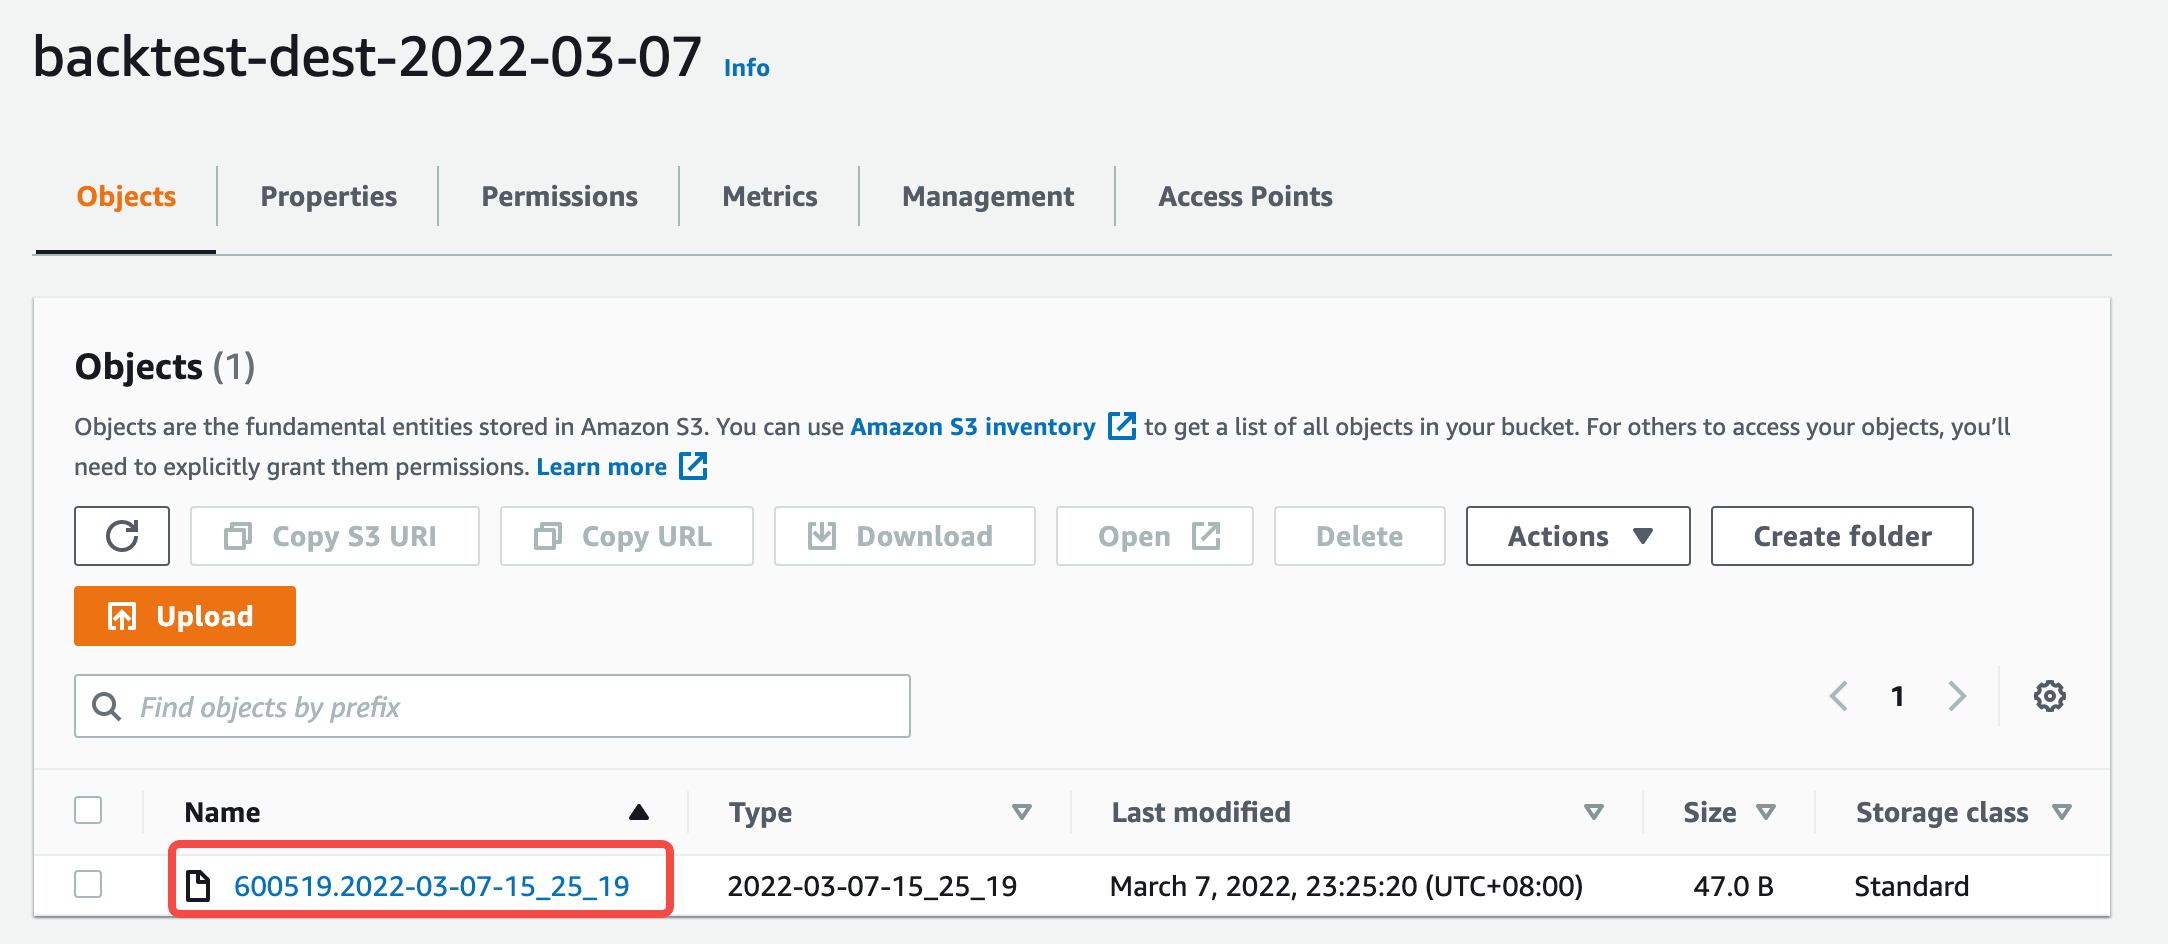 backtest-dest-2022-03-07 Info
Objects Properties Permissions Metrics Management Access Points
Objects (1)
Objects are the fundamental entities stored in Amazon S3. You can use Amazon S3 inventory to get a list of all objects in your bucket. For others to access your objects, you'll
need to explicitly grant them permissions. Learn more
Copy S3 URI Copy URL Download Open Delete Actions Create folder
Upload
Find objects by prefix 1
Name Type Last modified Size Storage class
600519.2022-03-07-15_25_19 2022-03-07-15_25_19 March 7, 2022, 23:25:20 (UTC+08:00) 47.0 B Standard